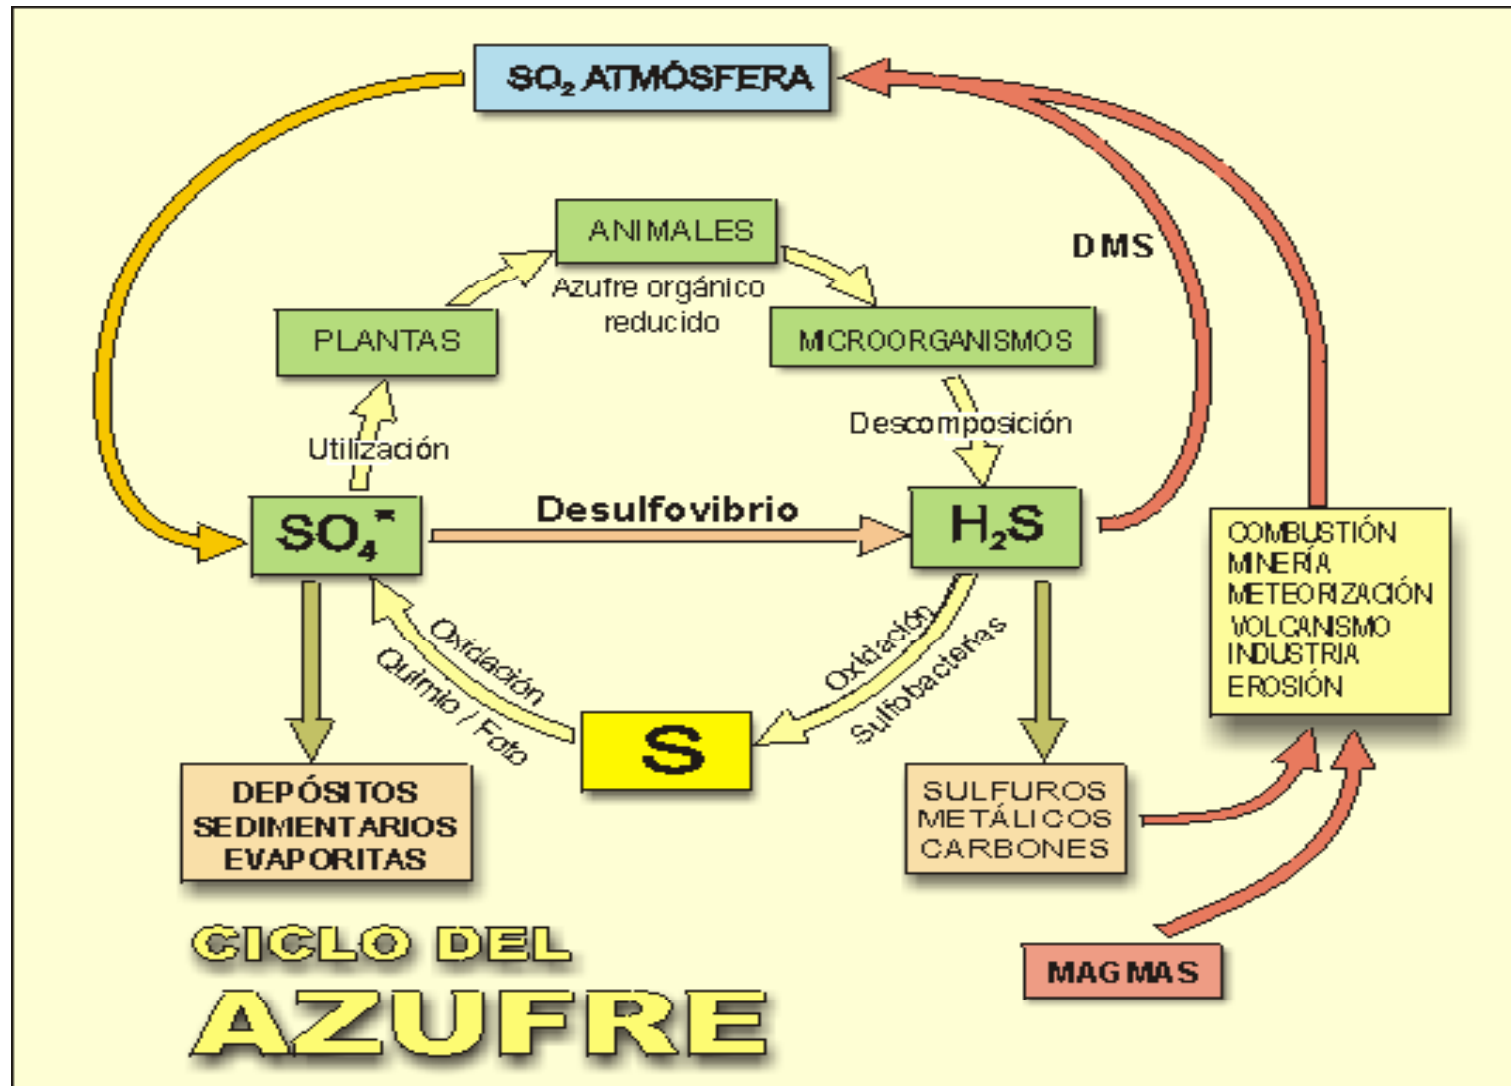 SO₂ ATMÓSFERA
ANIMALES
Azufre orgánico
reducido
DMS
PLANTAS
MICROORGANISMOS
Utilización
Descomposición
SO₄⁼
Desulfovibrio
H₂S
COMBUSTIÓN
MINERÍA
METEORIZACIÓN
VOLCANISMO
INDUSTRIA
EROSIÓN
Oxidación
Quimio / Foto
Oxidación
Sulfobacterias
S
DEPÓSITOS
SEDIMENTARIOS
EVAPORITAS
SULFUROS
METÁLICOS
CARBONES
MAGMAS
CICLO DEL
AZUFRE